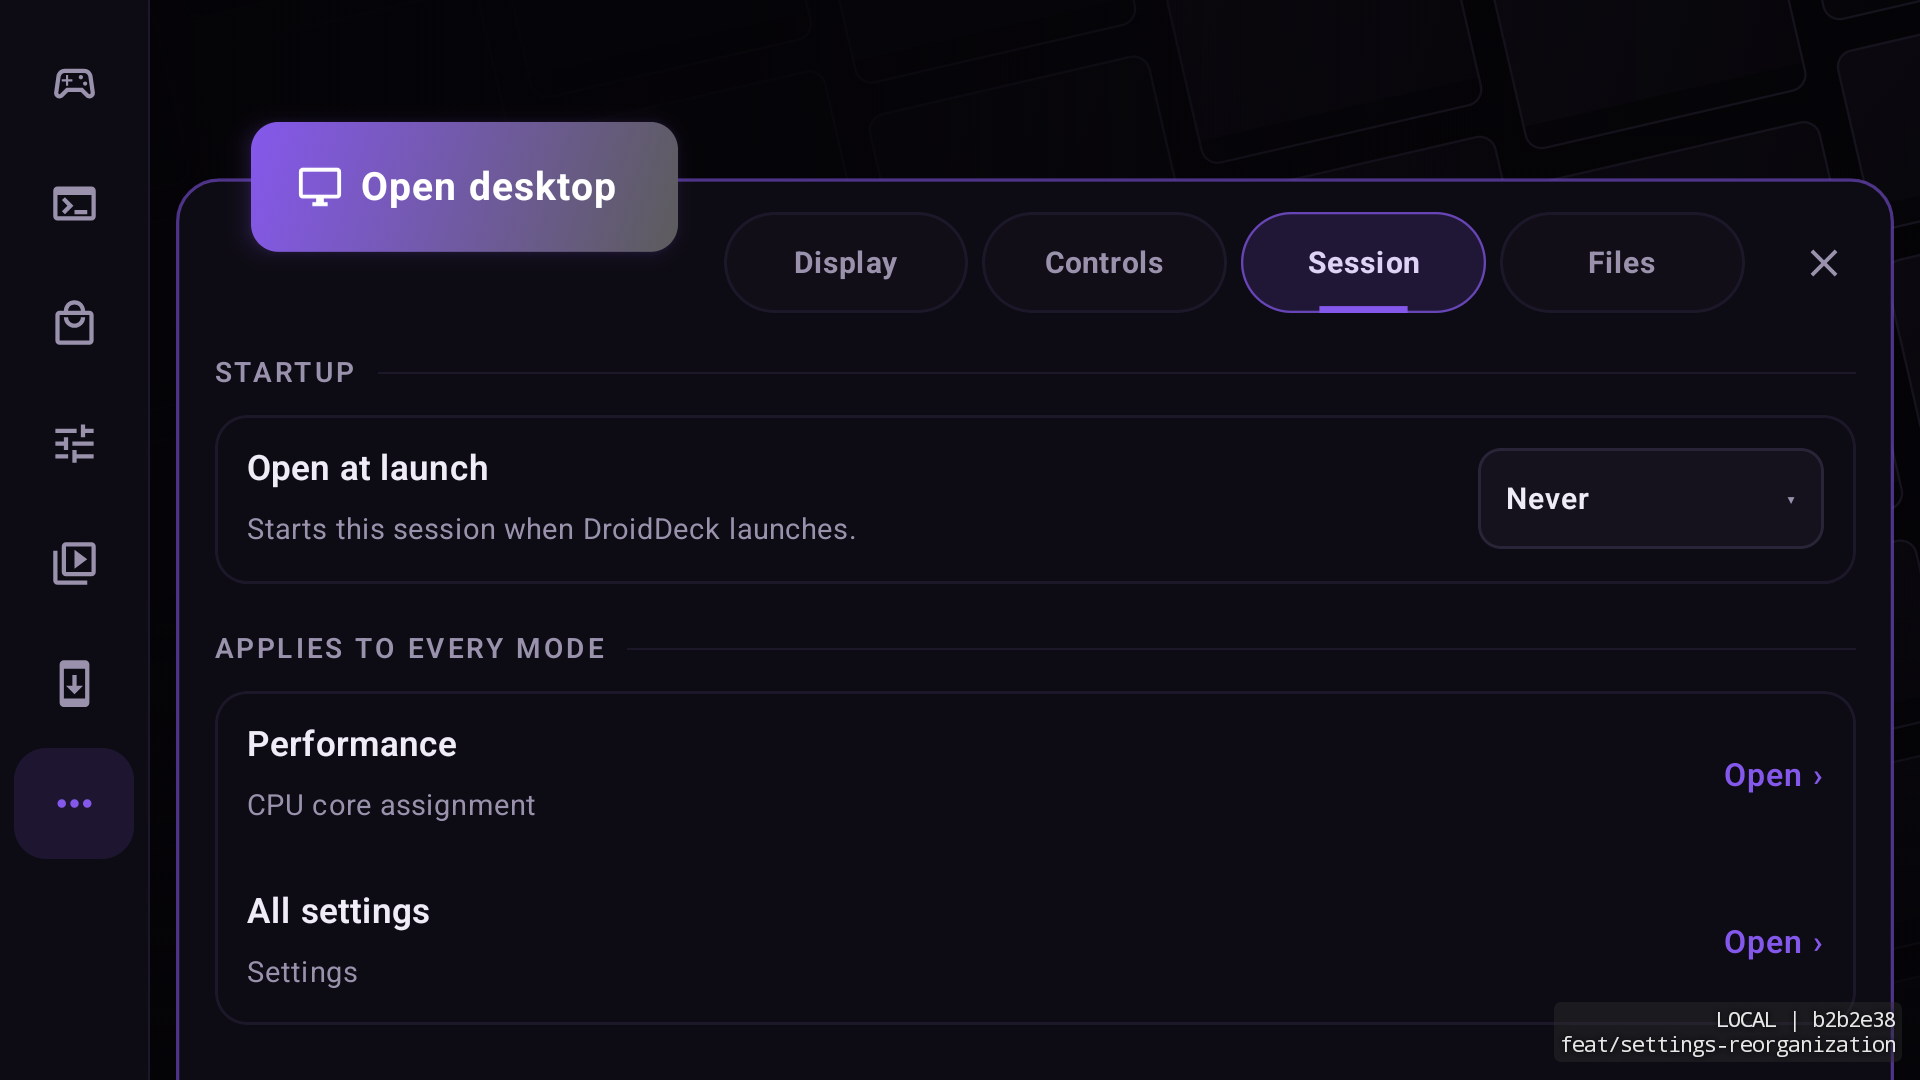 Open desktop
Display
Controls
Session
Files
STARTUP
Open at launch
Starts this session when DroidDeck launches.
Never
APPLIES TO EVERY MODE
Performance
CPU core assignment
Open ›
All settings
Settings
Open ›
LOCAL | b2b2e38
feat/settings-reorganization